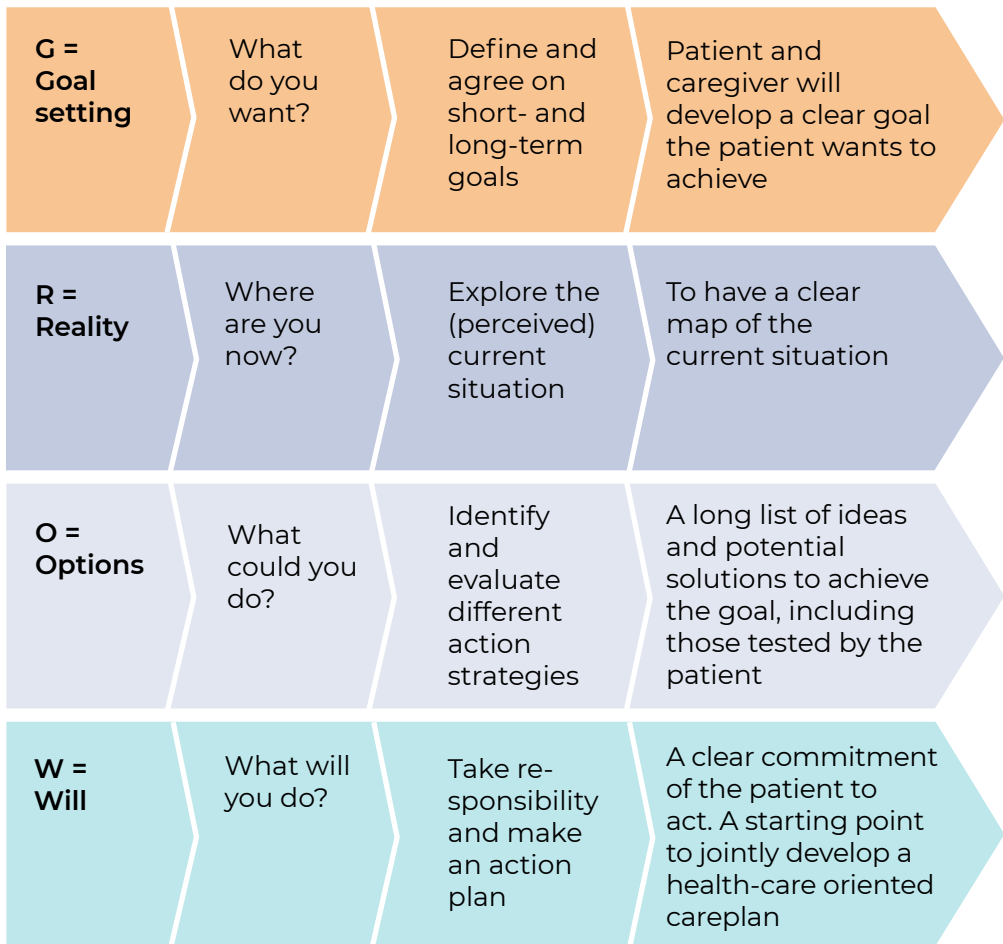 G =
Goal
setting
What
do you
want?
Define and
agree on
short- and
long-term
goals
Patient and
caregiver will
develop a clear goal
the patient wants to
achieve
R =
Reality
Where
are you
now?
Explore the
(perceived)
current
situation
To have a clear
map of the
current situation
O =
Options
What
could you
do?
Identify
and
evaluate
different
action
strategies
A long list of ideas
and potential
solutions to achieve
the goal, including
those tested by the
patient
W =
Will
What will
you do?
Take re-
sponsibility
and make
an action
plan
A clear commitment
of the patient to
act. A starting point
to jointly develop a
health-care oriented
careplan